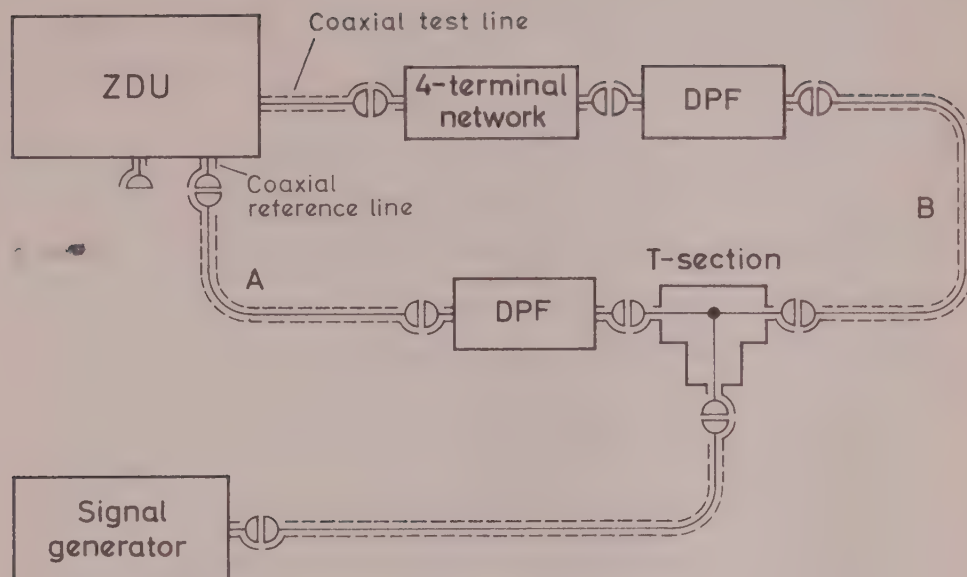 Coaxial test line
ZDU
4-terminal
network
DPF
Coaxial
reference line
B
A
T-section
DPF
Signal
generator